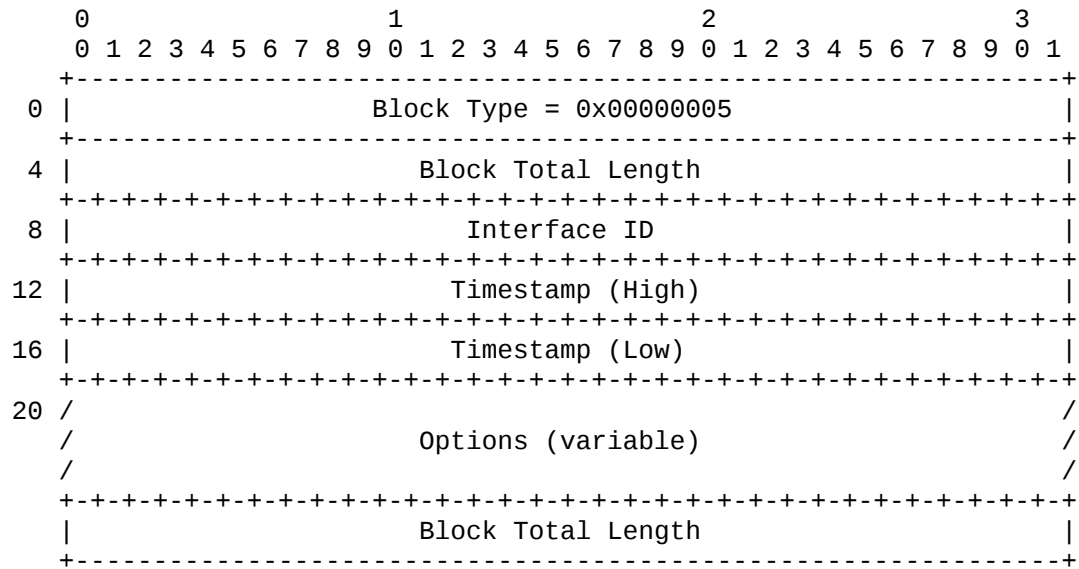 0                   1                   2                   3
 0 1 2 3 4 5 6 7 8 9 0 1 2 3 4 5 6 7 8 9 0 1 2 3 4 5 6 7 8 9 0 1
+---------------------------------------------------------------+
0 |                   Block Type = 0x00000005                     |
+---------------------------------------------------------------+
4 |                      Block Total Length                       |
+-+-+-+-+-+-+-+-+-+-+-+-+-+-+-+-+-+-+-+-+-+-+-+-+-+-+-+-+-+-+-+-+
8 |                         Interface ID                          |
+-+-+-+-+-+-+-+-+-+-+-+-+-+-+-+-+-+-+-+-+-+-+-+-+-+-+-+-+-+-+-+-+
12 |                        Timestamp (High)                       |
+-+-+-+-+-+-+-+-+-+-+-+-+-+-+-+-+-+-+-+-+-+-+-+-+-+-+-+-+-+-+-+-+
16 |                        Timestamp (Low)                        |
+-+-+-+-+-+-+-+-+-+-+-+-+-+-+-+-+-+-+-+-+-+-+-+-+-+-+-+-+-+-+-+-+
20 /                                                               /
/                      Options (variable)                       /
/                                                               /
+-+-+-+-+-+-+-+-+-+-+-+-+-+-+-+-+-+-+-+-+-+-+-+-+-+-+-+-+-+-+-+-+
|                      Block Total Length                       |
+---------------------------------------------------------------+